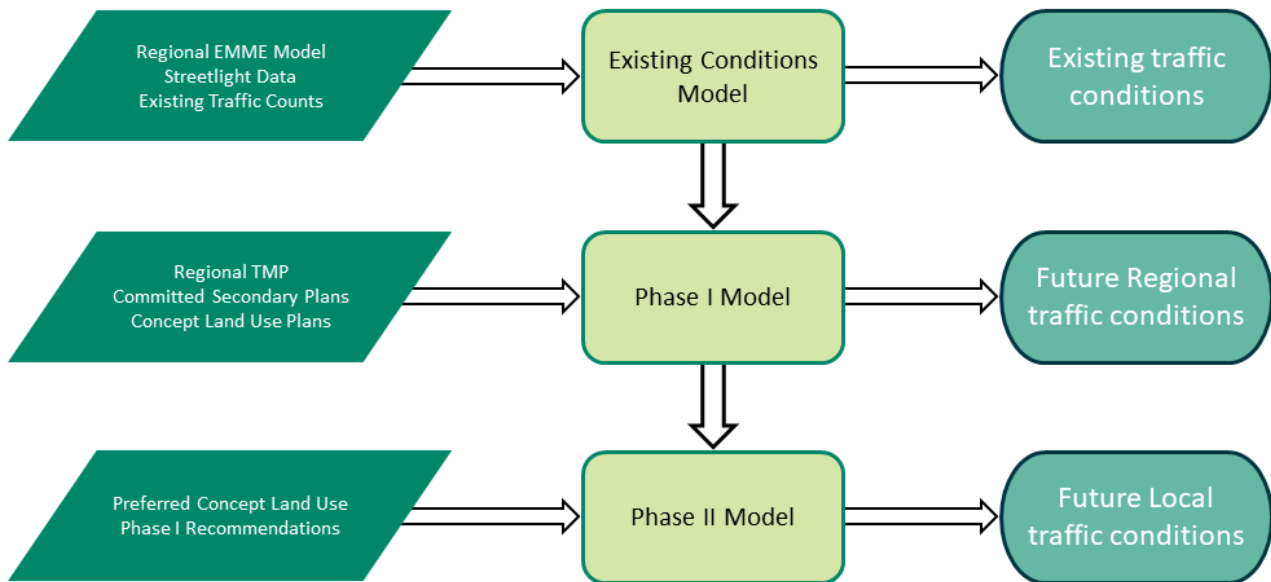 Regional EMME Model
Streetlight Data
Existing Traffic Counts
Existing Conditions
Model
Existing traffic
conditions
Regional TMP
Committed Secondary Plans
Concept Land Use Plans
Phase I Model
Future Regional
traffic conditions
Preferred Concept Land Use
Phase I Recommendations
Phase II Model
Future Local
traffic conditions